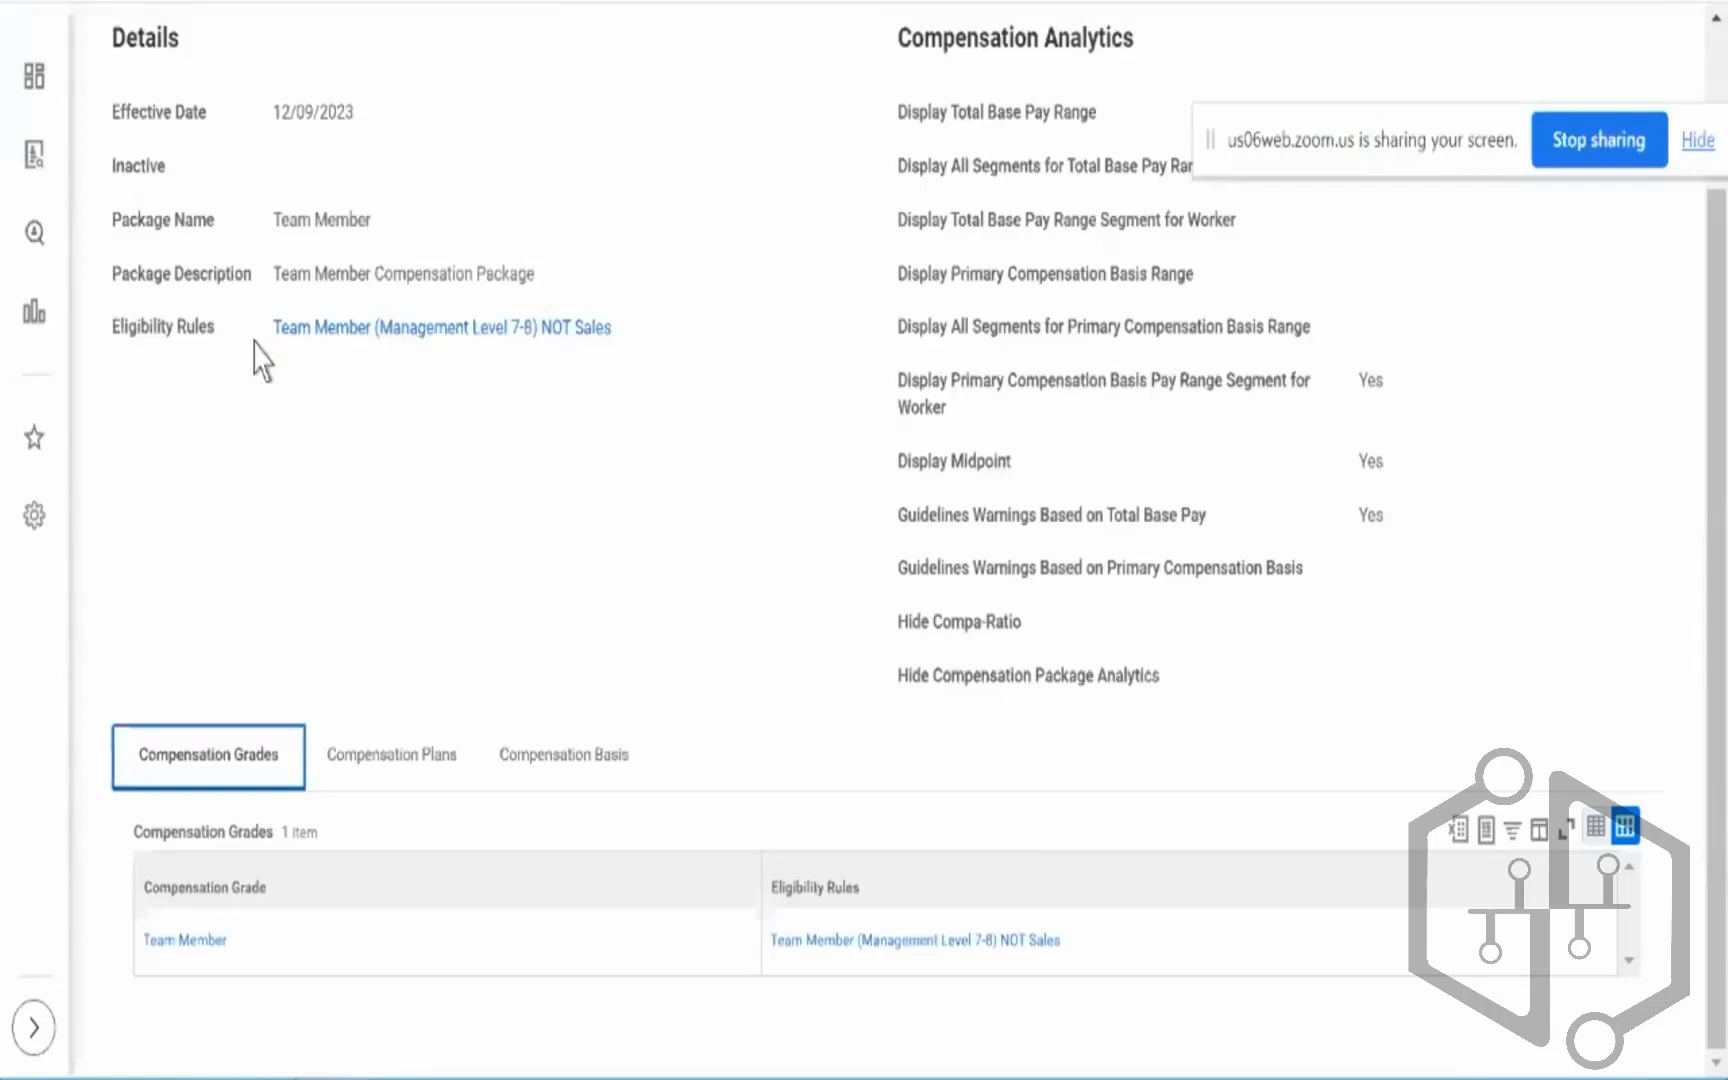 Details
Compensation Analytics
Effective Date 12/09/2023
Display Total Base Pay Range
us06web.zoom.us is sharing your screen. Stop sharing Hide
Inactive
Display All Segments for Total Base Pay Rar
Package Name Team Member
Display Total Base Pay Range Segment for Worker
Package Description Team Member Compensation Package
Display Primary Compensation Basis Range
Eligibility Rules Team Member (Management Level 7-8) NOT Sales
Display All Segments for Primary Compensation Basis Range
Display Primary Compensation Basis Pay Range Segment for Yes
Worker
Display Midpoint Yes
Guidelines Warnings Based on Total Base Pay Yes
Guidelines Warnings Based on Primary Compensation Basis
Hide Compa-Ratio
Hide Compensation Package Analytics
Compensation Grades Compensation Plans Compensation Basis
Compensation Grades 1 item
Compensation Grade Eligibility Rules
Team Member Team Member (Management Level 7-8) NOT Sales